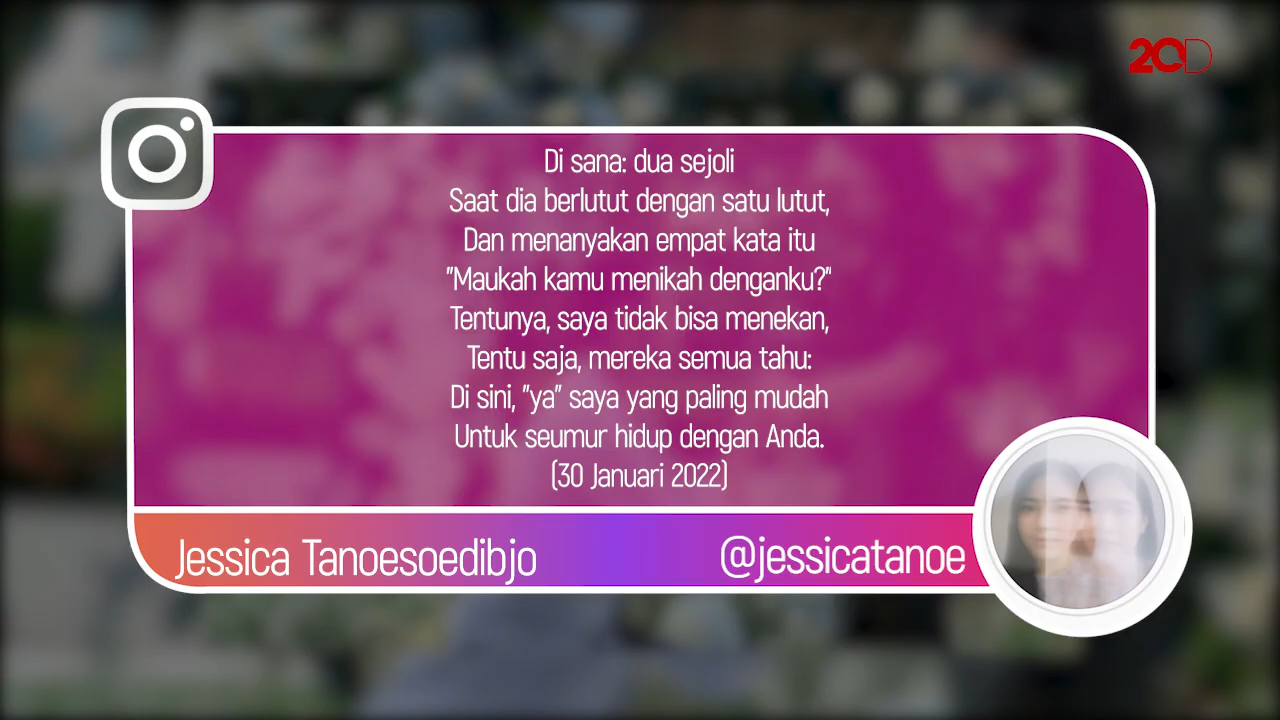 20D
Di sana: dua sejoli
Saat dia berlutut dengan satu lutut,
Dan menanyakan empat kata itu
"Maukah kamu menikah denganku?"
Tentunya, saya tidak bisa menekan,
Tentu saja, mereka semua tahu:
Di sini, "ya" saya yang paling mudah
Untuk seumur hidup dengan Anda.
(30 Januari 2022)
Jessica Tanoesoedibjo
@jessicatanoe